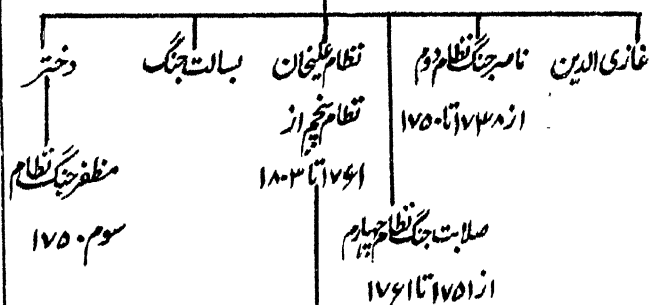 غازی الدین
ناصر جنگ نظام دوم
از ۱۷۴۸ تا ۱۷۵۰
نظام علیخان
نظام پنجم از
۱۷۶۱ تا ۱۸۰۳
بسالت جنگ
دختر
صلابت جنگ نظام چهارم
از ۱۷۵۱ تا ۱۷۶۱
مظفر جنگ نظام
سوم ۱۷۵۰